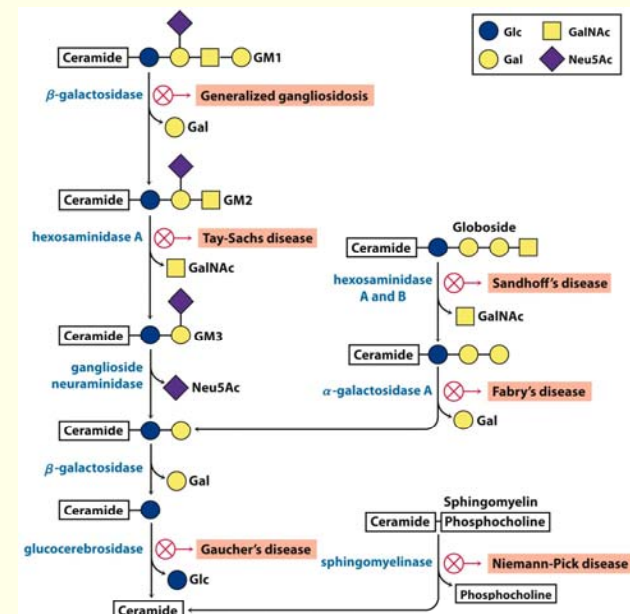 Glc
GalNAc
Gal
Neu5Ac
Ceramide
GM1
β-galactosidase
Generalized gangliosidosis
Gal
Ceramide
GM2
hexosaminidase A
Tay-Sachs disease
GalNAc
Ceramide
GM3
ganglioside
neuraminidase
Neu5Ac
Globoside
Ceramide
hexosaminidase
A and B
Sandhoff's disease
GalNAc
Ceramide
α-galactosidase A
Fabry's disease
Gal
Ceramide
β-galactosidase
Gal
Ceramide
glucocerebrosidase
Gaucher's disease
Glc
Sphingomyelin
Ceramide
Phosphocholine
sphingomyelinase
Niemann-Pick disease
Phosphocholine
Ceramide